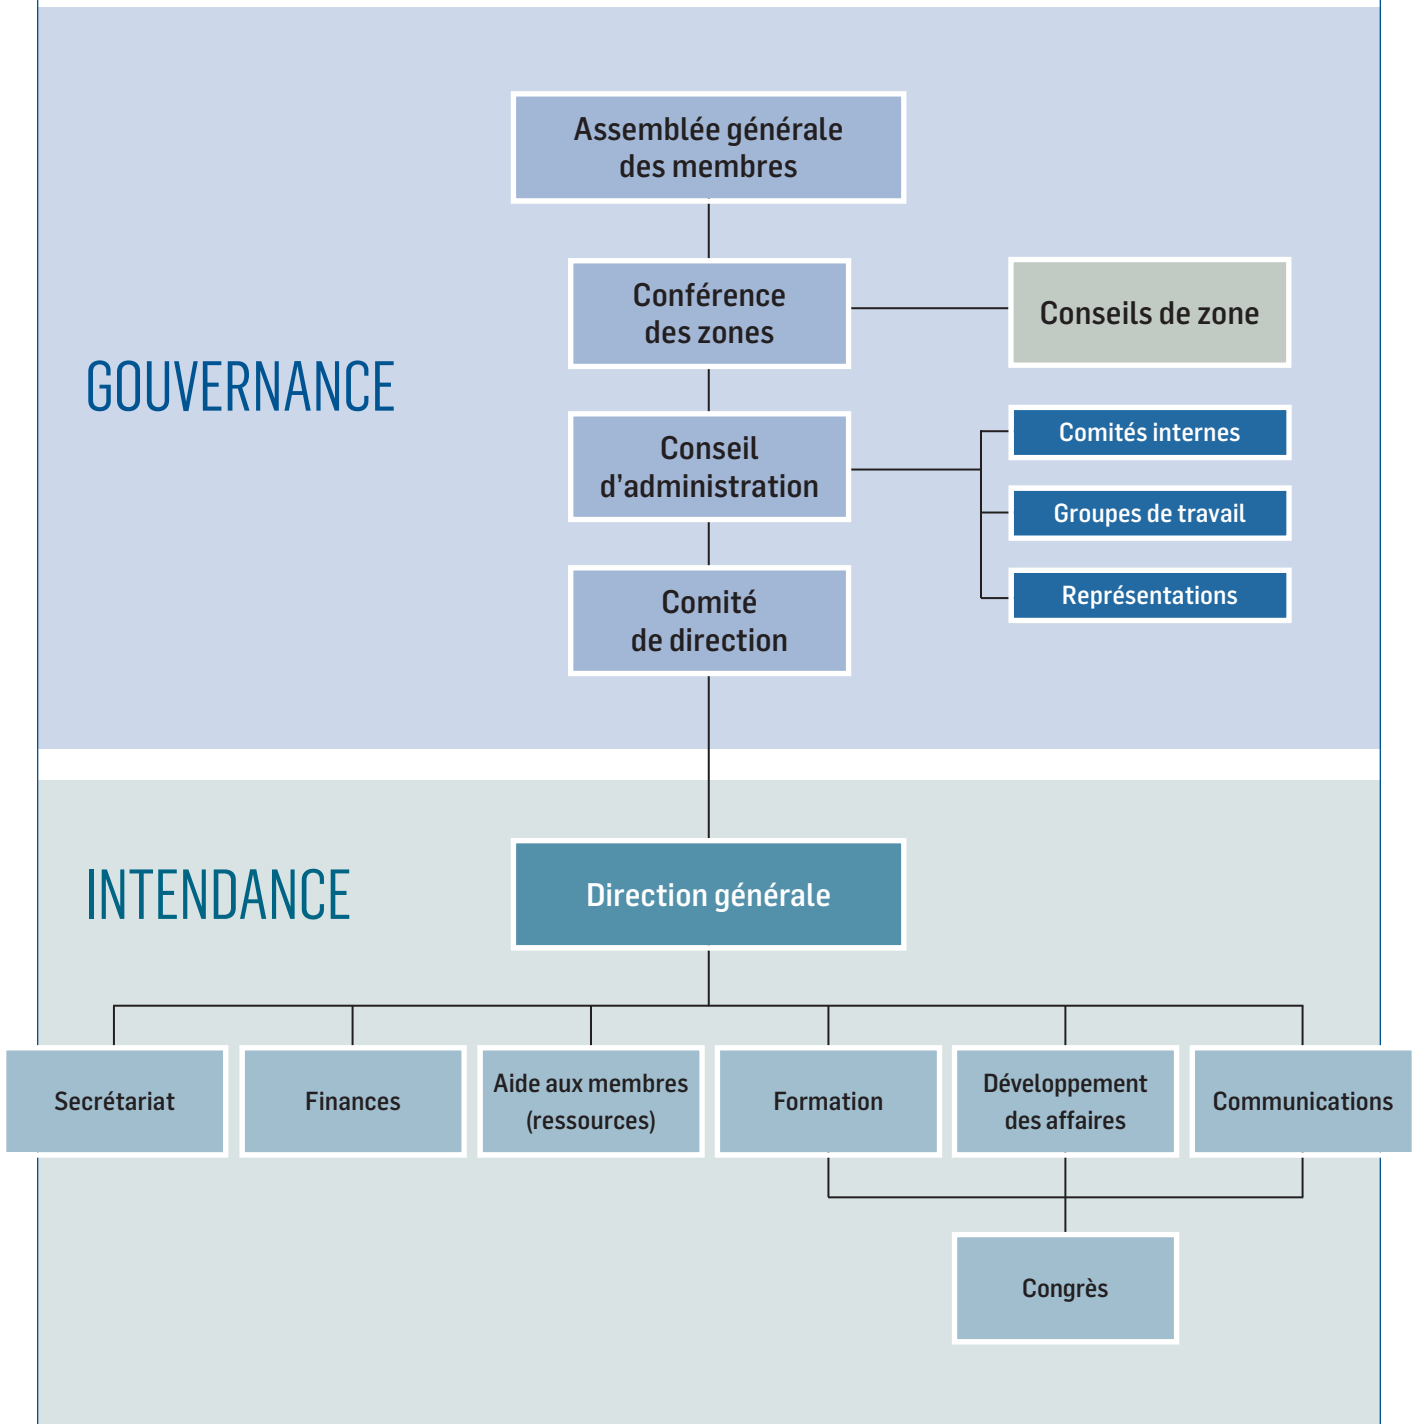 Assemblée générale
des membres
Conférence
des zones
Conseils de zone
GOUVERNANCE
Conseil
d'administration
Comités internes
Groupes de travail
Représentations
Comité
de direction
INTENDANCE
Direction générale
Secrétariat
Finances
Aide aux membres
(ressources)
Formation
Développement
des affaires
Communications
Congrès